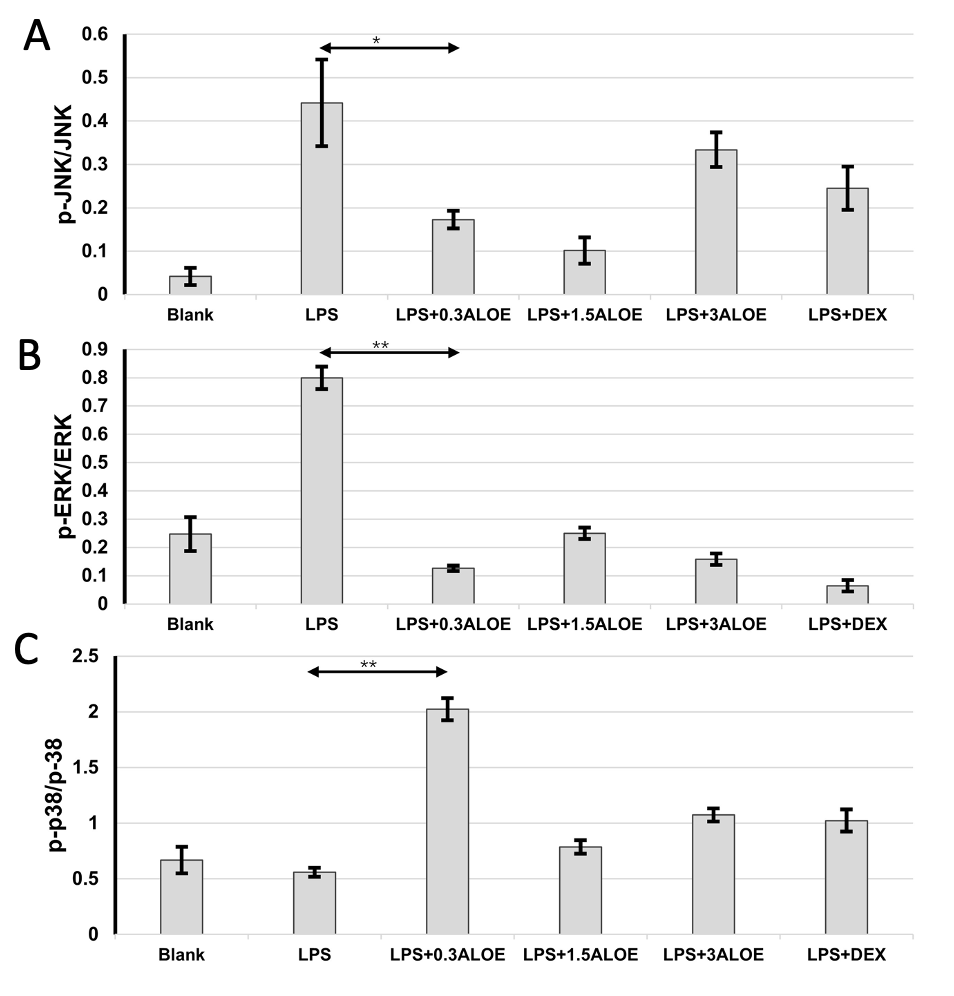 A
p-JNK/JNK
0.6
0.5
0.4
0.3
0.2
0.1
0
*
Blank LPS LPS+0.3ALOE LPS+1.5ALOE LPS+3ALOE LPS+DEX
B
p-ERK/ERK
0.9
0.8
0.7
0.6
0.5
0.4
0.3
0.2
0.1
0
**
Blank LPS LPS+0.3ALOE LPS+1.5ALOE LPS+3ALOE LPS+DEX
C
p-p38/p-38
2.5
2
1.5
1
0.5
0
**
Blank LPS LPS+0.3ALOE LPS+1.5ALOE LPS+3ALOE LPS+DEX